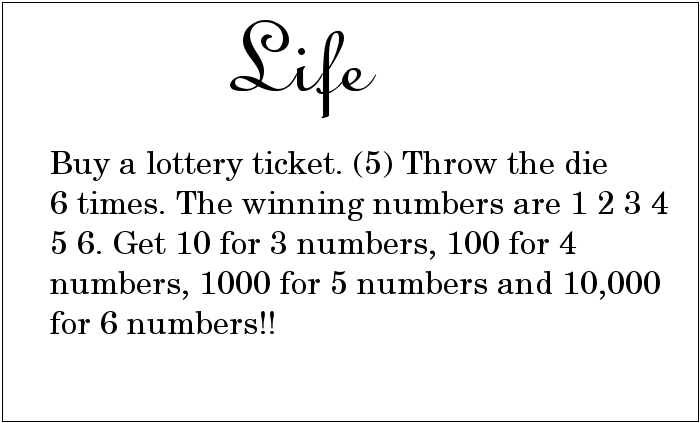 Life
Buy a lottery ticket. (5) Throw the die
6 times. The winning numbers are 1 2 3 4
5 6. Get 10 for 3 numbers, 100 for 4
numbers, 1000 for 5 numbers and 10,000
for 6 numbers!!